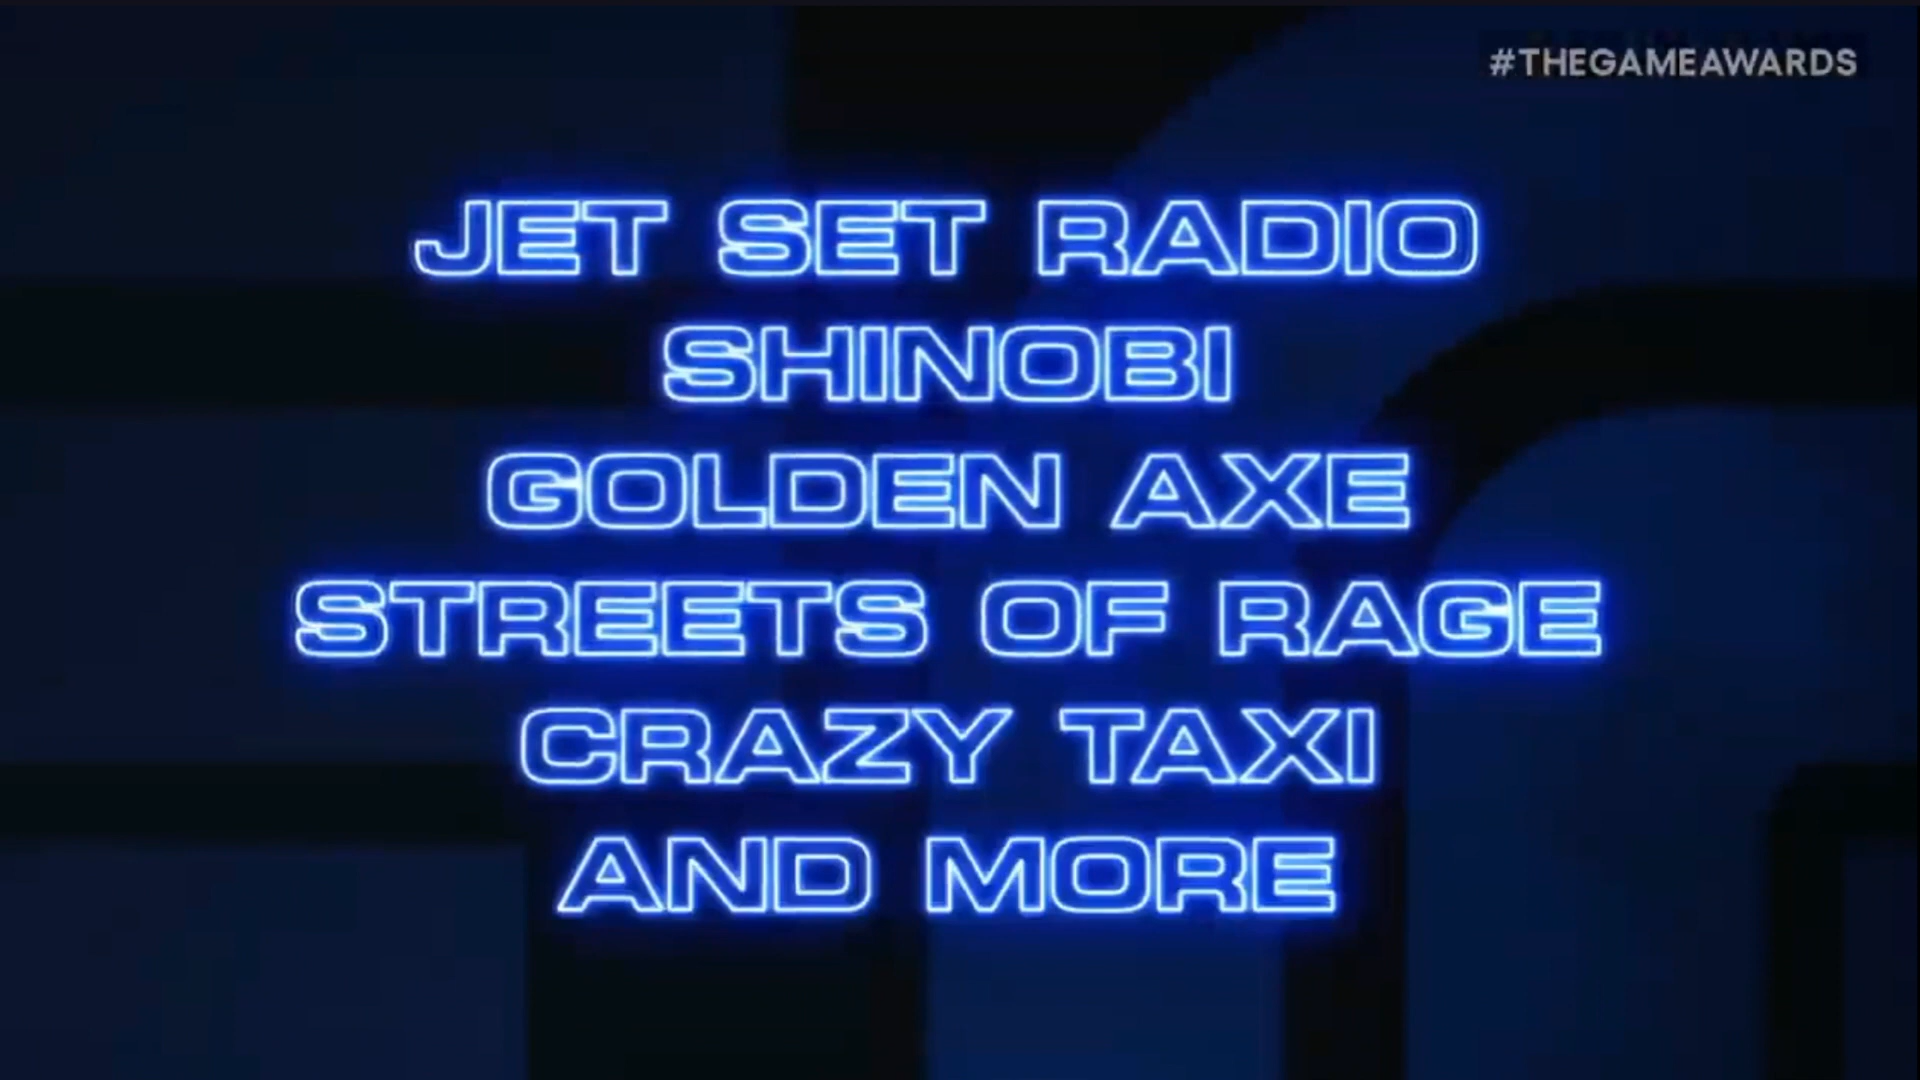 #THEGAMEAWARDS
JET SET RADIO
SHINOBI
GOLDEN AXE
STREETS OF RAGE
CRAZY TAXI
AND MORE